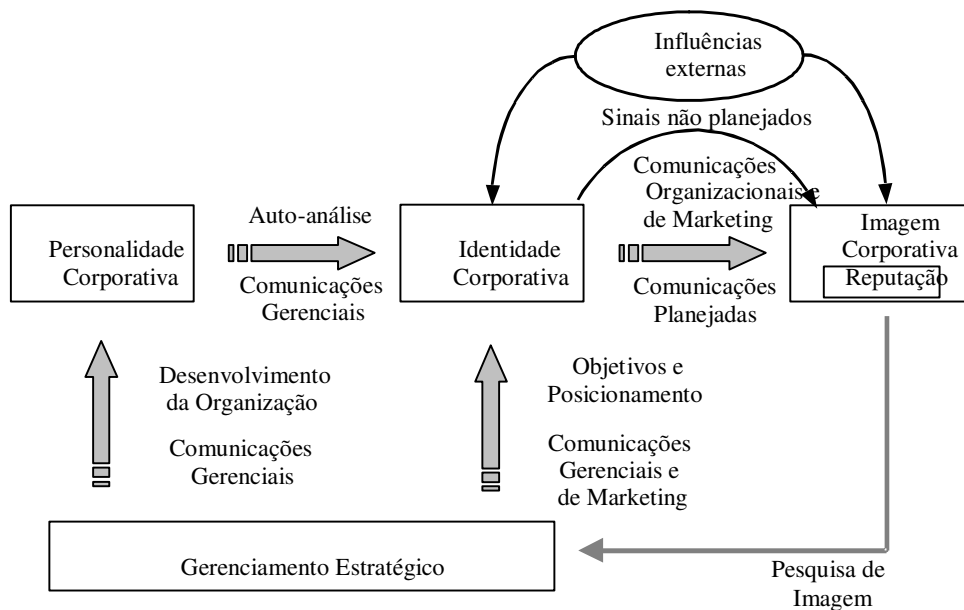 Influências
externas
Sinais não planejados
Comunicações
Organizacionais e
de Marketing
Auto-análise
Personalidade
Corporativa
Identidade
Corporativa
Imagem
Corporativa
Reputação
Comunicações
Gerenciais
Comunicações
Planejadas
Desenvolvimento
da Organização
Comunicações
Gerenciais
Objetivos e
Posicionamento
Comunicações
Gerenciais e
de Marketing
Gerenciamento Estratégico
Pesquisa de
Imagem